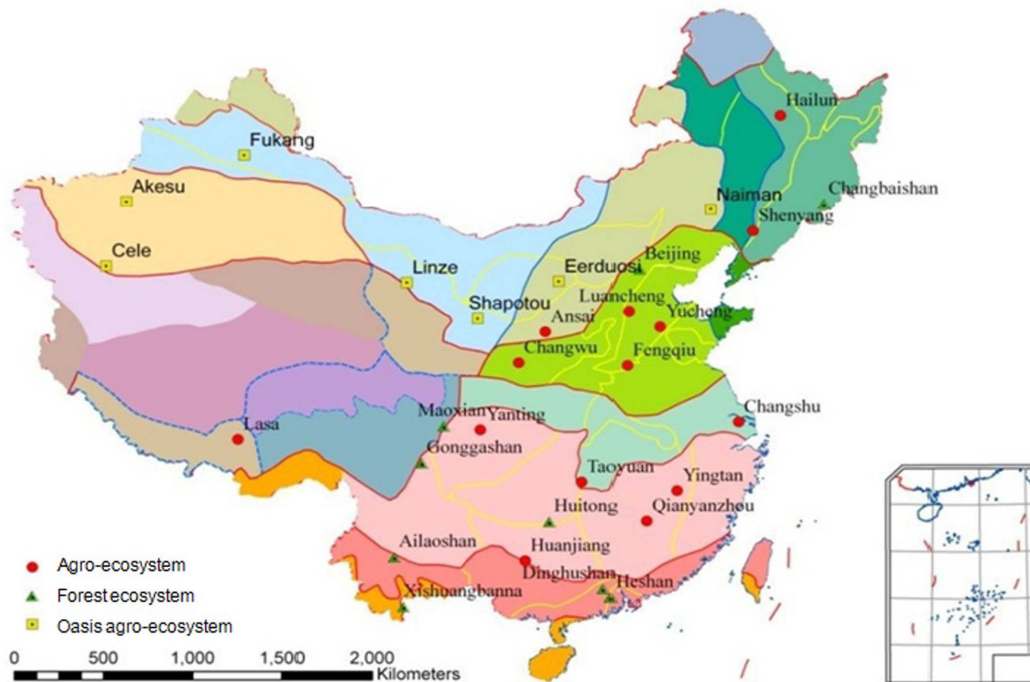 Hailun
Fukang
Akesu
Changbaishan
Naiman
Shenyang
Cele
Beijing
Linze
Eerduosi
Luancheng
Shapotou
Yucheng
Ansai
Changwu
Fengqiu
Changshu
Maoxian
Yanting
Lasa
Gonggashan
Taoyuan
Yingtan
Huitong
Qianyanzhou
Ailaoshan
Huanjiang
Dinghushan
Heshan
Xishuangbanna
Agro-ecosystem
Forest ecosystem
Oasis agro-ecosystem
0 500 1,000 1,500 2,000
Kilometers